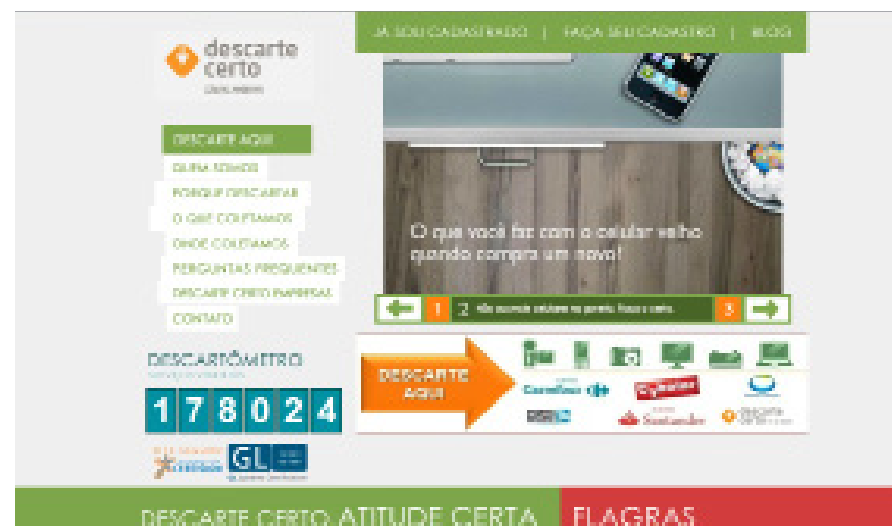 JÁ SOU CADASTRADO | FAÇA SEU CADASTRO | BLOG
descarte
certo
DESCARTE AQUI
QUEM SOMOS
PORQUE DESCARTAR
O QUE COLETAMOS
ONDE COLETAMOS
PERGUNTAS FREQUENTES
DESCARTE CERTO EMPRESAS
CONTATO
O que você faz com o celular velho
quando compra um novo?
1 2 3
DESCARTÔMETRO
178024
DESCARTE
AQUI
Carrefour
Santander
descarte
certo
GL
DESCARTE CERTO ATITUDE CERTA
FLAGRAS